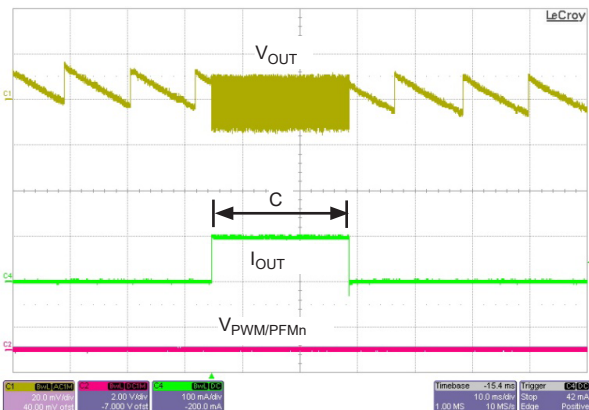 LeCroy
VOUT
C1
C
IOUT
C4
VPWM/PFMn
C2
C1 BwL AC1M
20.0 mV/div
40.00 mV ofst
BwL DC1M
2.00 V/div
-7.000 V ofst
C4 BwL DC
100 mA/div
-200.0 mA
Timebase -15.4 ms
10.0 ms/div
1.00 MS 10 MS/s
Trigger C4 DC
Stop 42 mA
Edge Positive